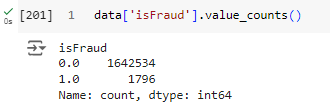 [201]  1  data['isFraud'].value_counts()
0s
isFraud
0.0    1642534
1.0       1796
Name: count, dtype: int64